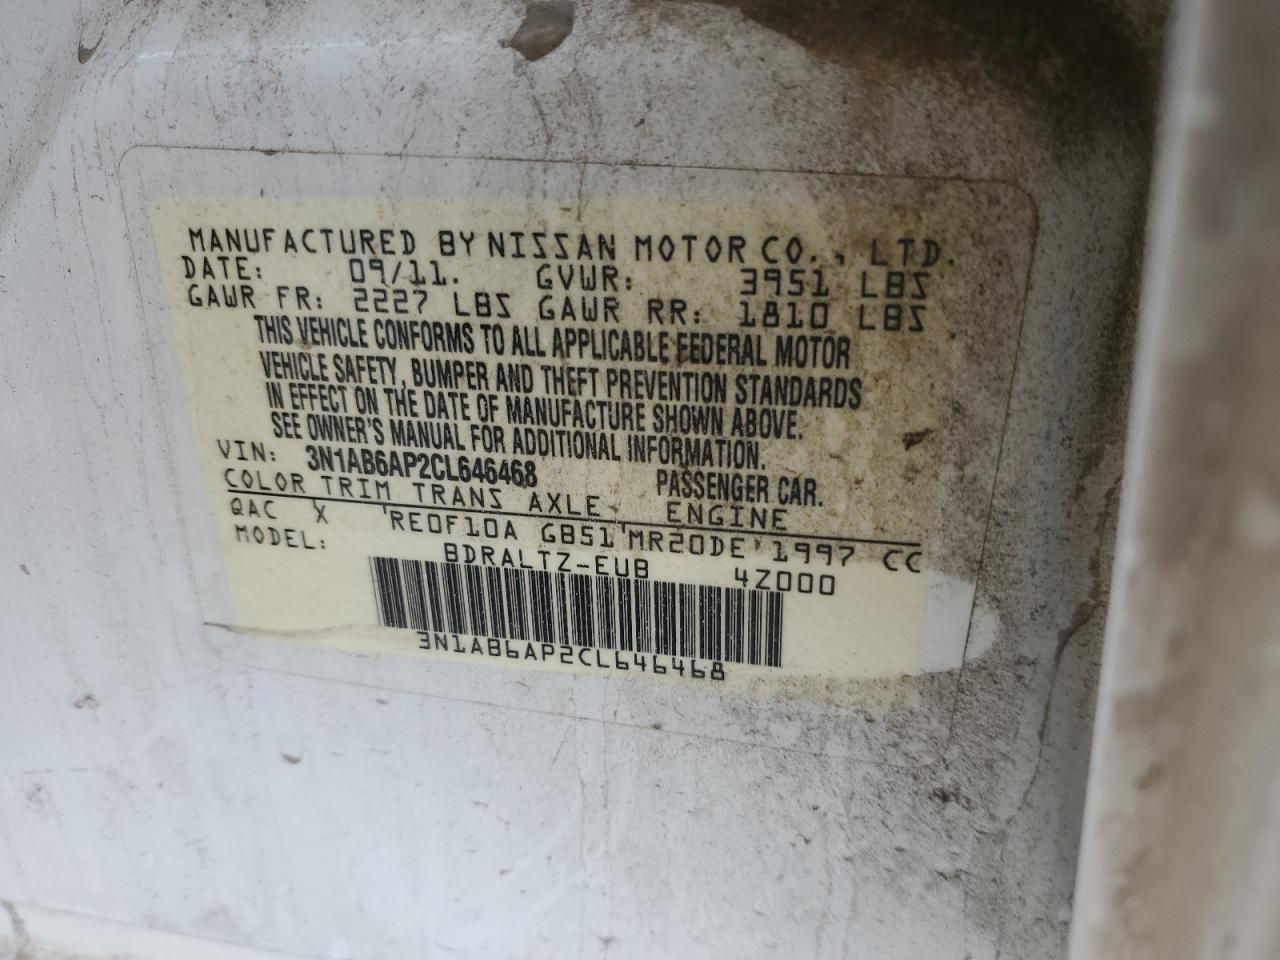 MANUFACTURED BY NISSAN MOTOR CO., LTD.
DATE: 09/11. GVWR: 3951 LBS
GAWR FR: 2227 LBS GAWR RR: 1810 LBS
THIS VEHICLE CONFORMS TO ALL APPLICABLE FEDERAL MOTOR
VEHICLE SAFETY, BUMPER AND THEFT PREVENTION STANDARDS
IN EFFECT ON THE DATE OF MANUFACTURE SHOWN ABOVE.
SEE OWNER'S MANUAL FOR ADDITIONAL INFORMATION.
VIN: 3N1AB6AP2CL646468 PASSENGER CAR.
COLOR TRIM TRANS AXLE ENGINE
QAC X 'RE0F10A GB51'MR20DE' 1997 CC
MODEL: BDRALTZ-EUB 4Z000
3N1AB6AP2CL646468